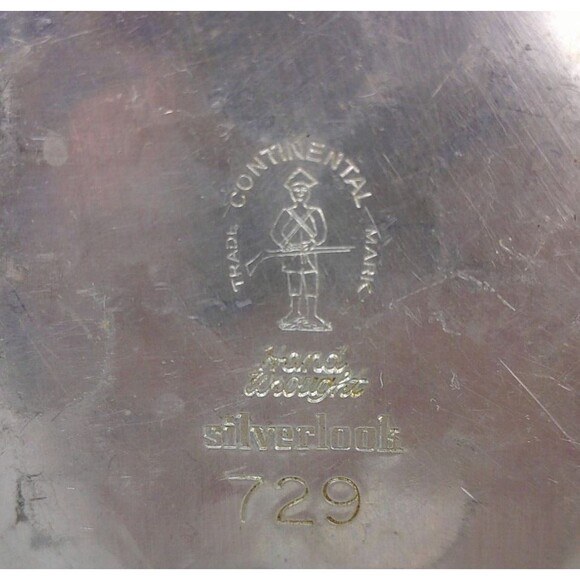 TRADE CONTINENTAL MARK
Hand
Wrought
silverlook
729